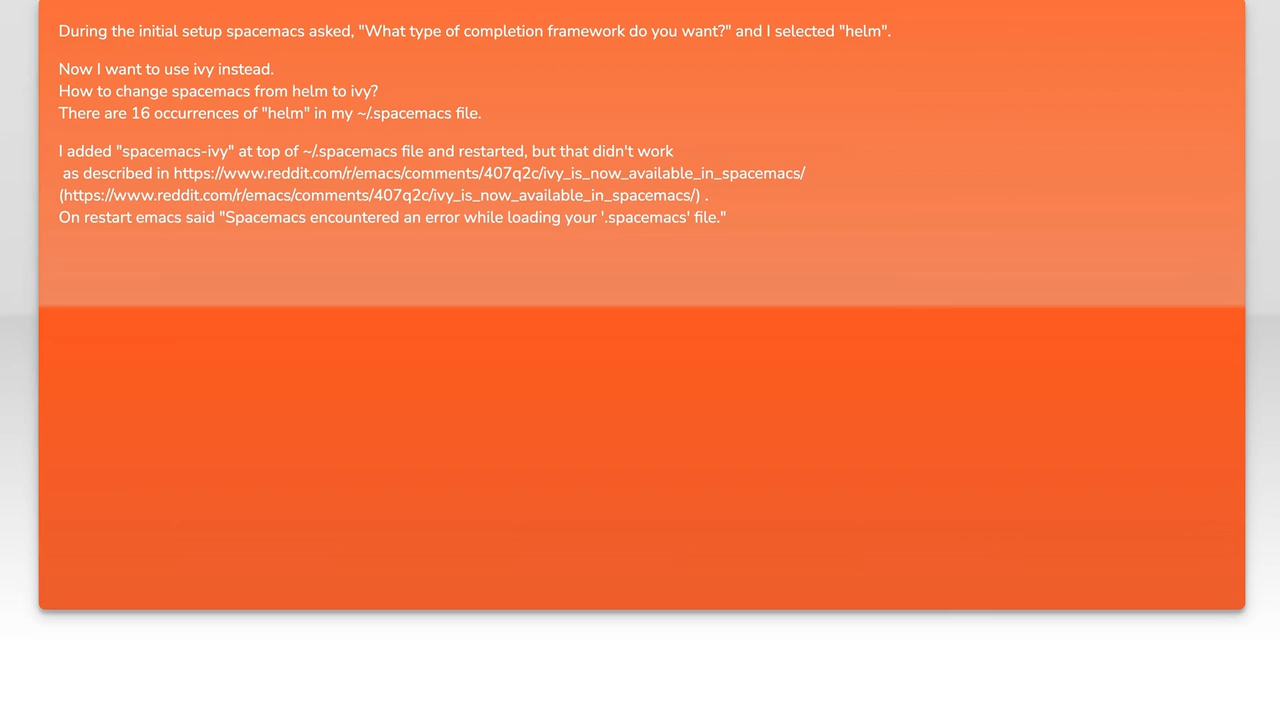 During the initial setup spacemacs asked, "What type of completion framework do you want?" and I selected "helm".
Now I want to use ivy instead.
How to change spacemacs from helm to ivy?
There are 16 occurrences of "helm" in my ~/.spacemacs file.
I added "spacemacs-ivy" at top of ~/.spacemacs file and restarted, but that didn't work
as described in https://www.reddit.com/r/emacs/comments/407q2c/ivy_is_now_available_in_spacemacs/
(https://www.reddit.com/r/emacs/comments/407q2c/ivy_is_now_available_in_spacemacs/) .
On restart emacs said "Spacemacs encountered an error while loading your '.spacemacs' file."